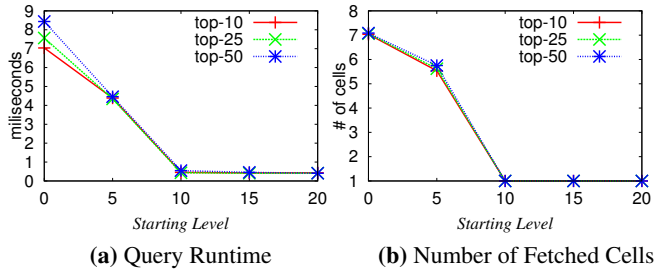 9
8
7
6
5
4
3
2
1
0
miliseconds
top-10
top-25
top-50
0 5 10 15 20
Starting Level
(a) Query Runtime
8
7
6
5
4
3
2
1
# of cells
top-10
top-25
top-50
0 5 10 15 20
Starting Level
(b) Number of Fetched Cells